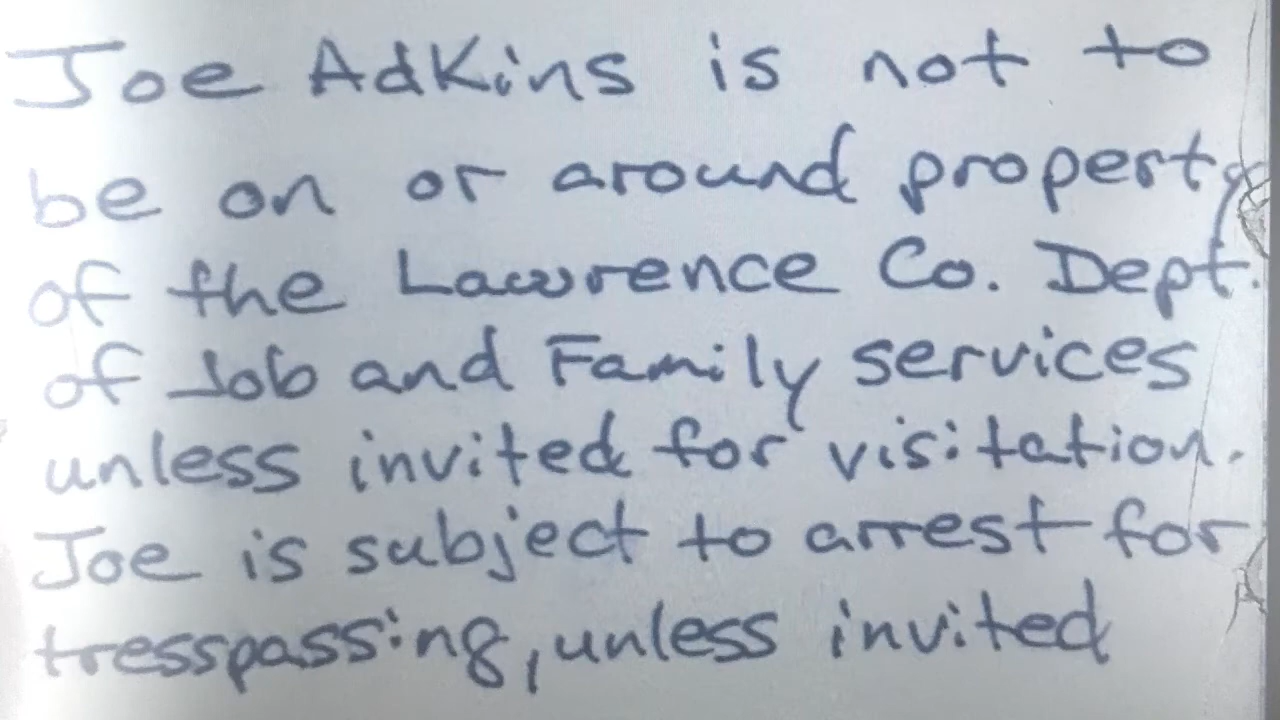 Joe Adkins is not to
be on or around property
of the Lawrence Co. Dept.
of Job and Family services
unless invited for visitation.
Joe is subject to arrest for
tresspassing, unless invited